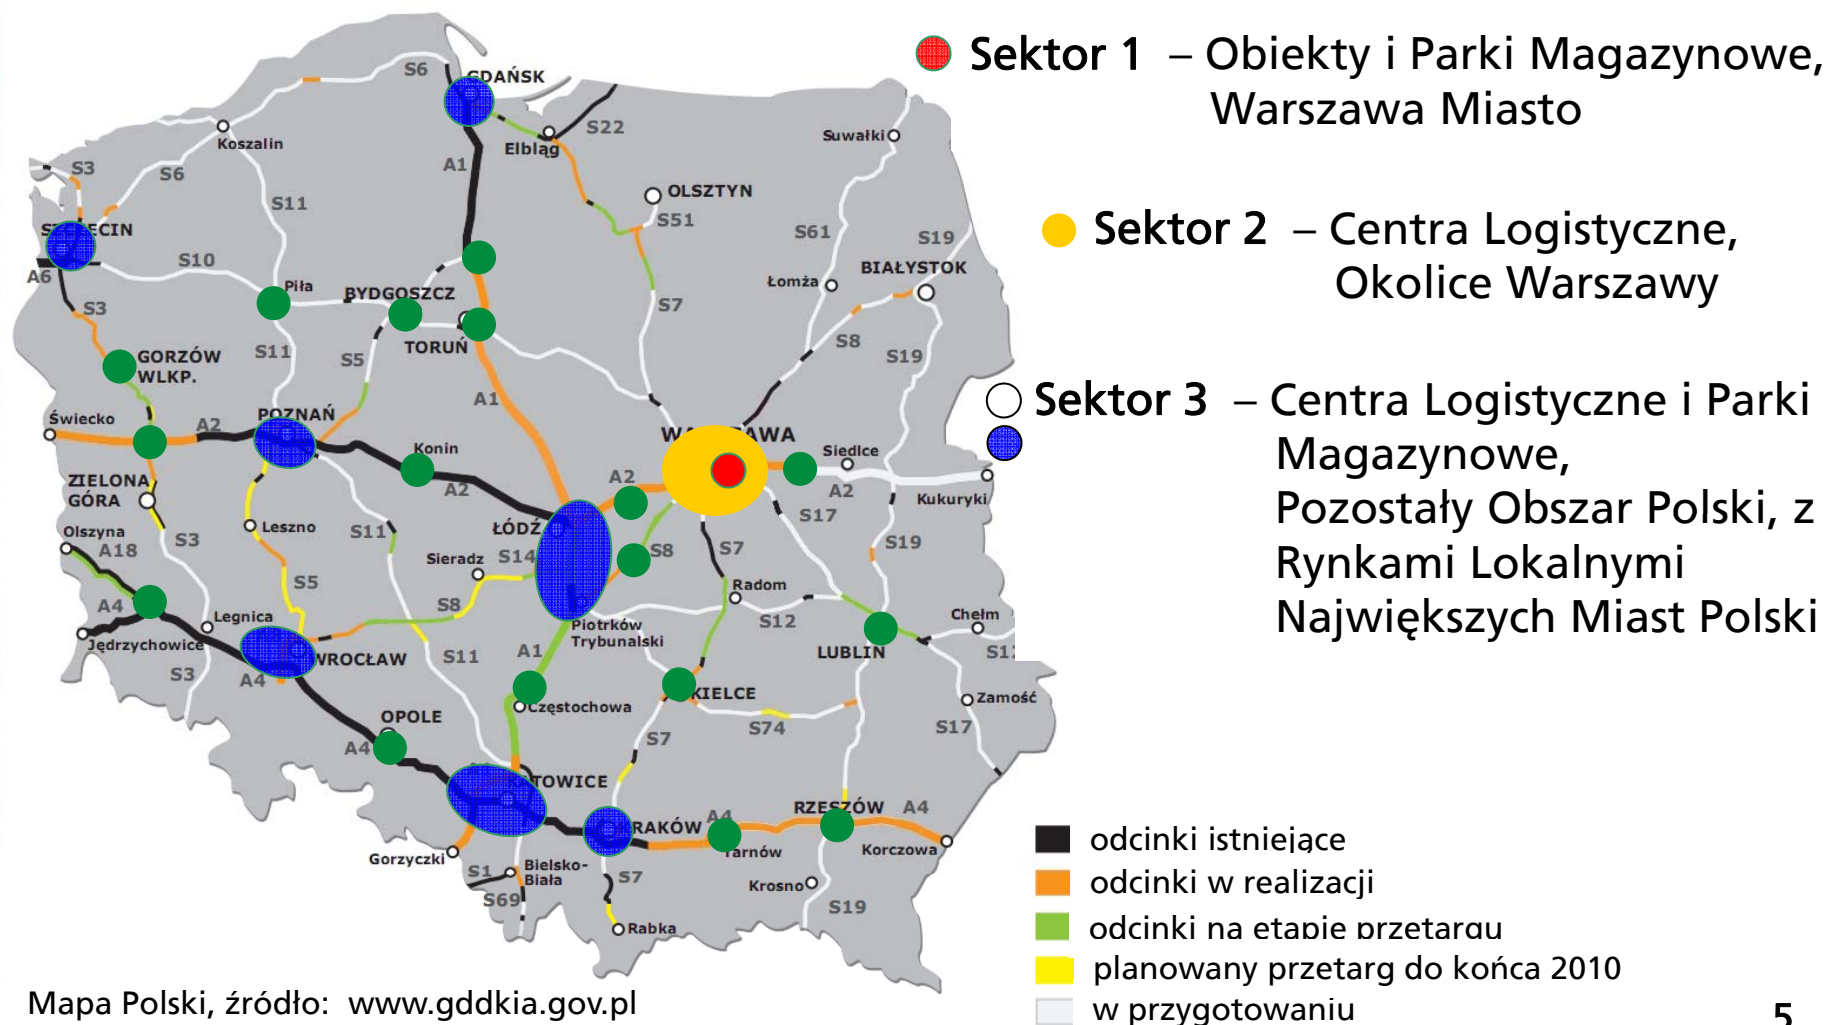 Sektor 1 – Obiekty i Parki Magazynowe,
Warszawa Miasto
Sektor 2 – Centra Logistyczne,
Okolice Warszawy
Sektor 3 – Centra Logistyczne i Parki
Magazynowe,
Pozostały Obszar Polski, z
Rynkami Lokalnymi
Największych Miast Polski
S6
GDAŃSK
S22
Koszalin
Elbląg
Suwałki
S3
S6
A1
S11
OLSZTYN
S51
SZCZECIN
S61
S19
S10
A6
BIAŁYSTOK
Piła
BYDGOSZCZ
Łomża
S3
S7
GORZÓW
WLKP.
S11
S5
TORUŃ
S8
S19
A1
Świecko
A2
POZNAŃ
Konin
WARSZAWA
Siedlce
A2
A2
A2
Kukuryki
ZIELONA
GÓRA
Olszyna
A18
S3
Leszno
S11
ŁÓDŹ
S14
Sieradz
S8
S7
S17
S19
A4
S5
S8
Radom
Legnica
Jędrzychowice
S12
Chełm
Piotrków
Trybunalski
S3
A4
WROCŁAW
S11
A1
LUBLIN
S12
KIELCE
Zamość
Częstochowa
OPOLE
A4
S7
S74
S17
KATOWICE
KRAKÓW
A4
RZESZÓW
A4
Tarnów
Korczowa
Gorzyczki
S1
Bielsko-
Biała
S69
S7
Krosno
S19
Rabka
odcinki istniejące
odcinki w realizacji
odcinki na etapie przetargu
planowany przetarg do końca 2010
w przygotowaniu
Mapa Polski, źródło: www.gddkia.gov.pl
5